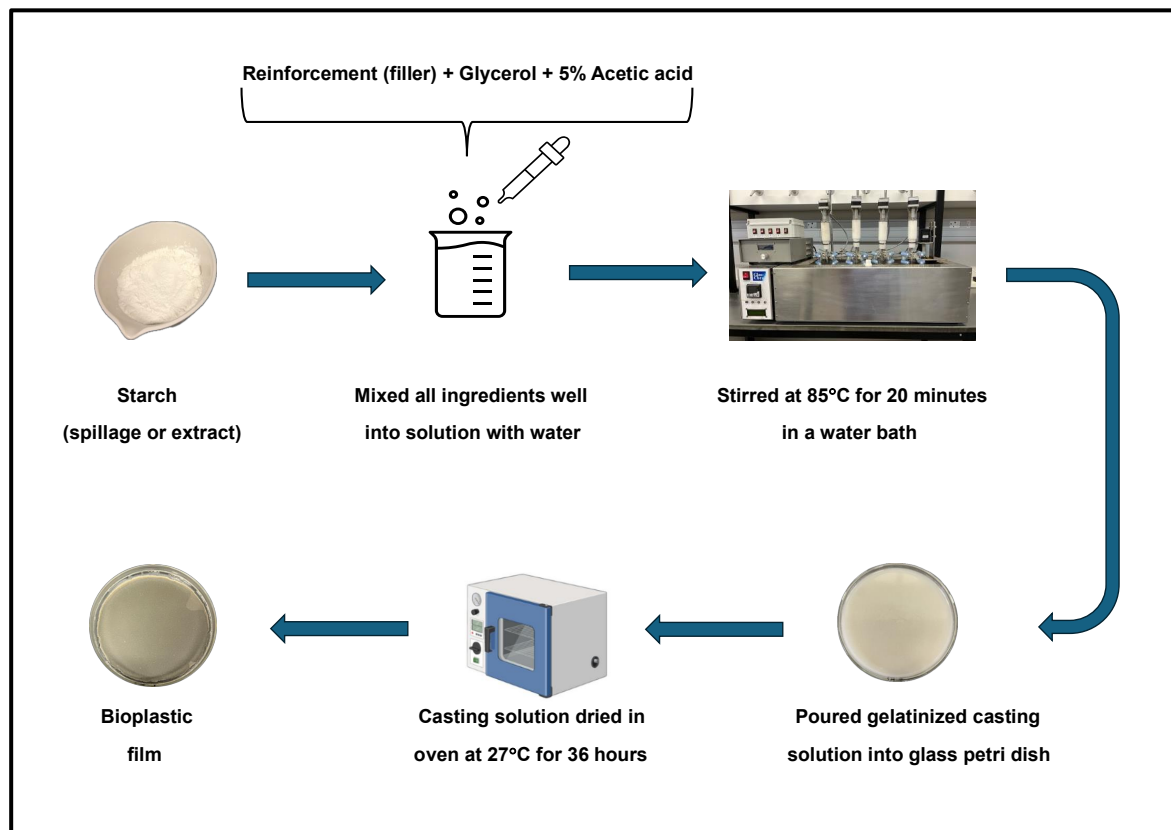 Reinforcement (filler) + Glycerol + 5% Acetic acid
Starch
(spillage or extract)
Mixed all ingredients well
into solution with water
Stirred at 85°C for 20 minutes
in a water bath
Bioplastic
film
Casting solution dried in
oven at 27°C for 36 hours
Poured gelatinized casting
solution into glass petri dish